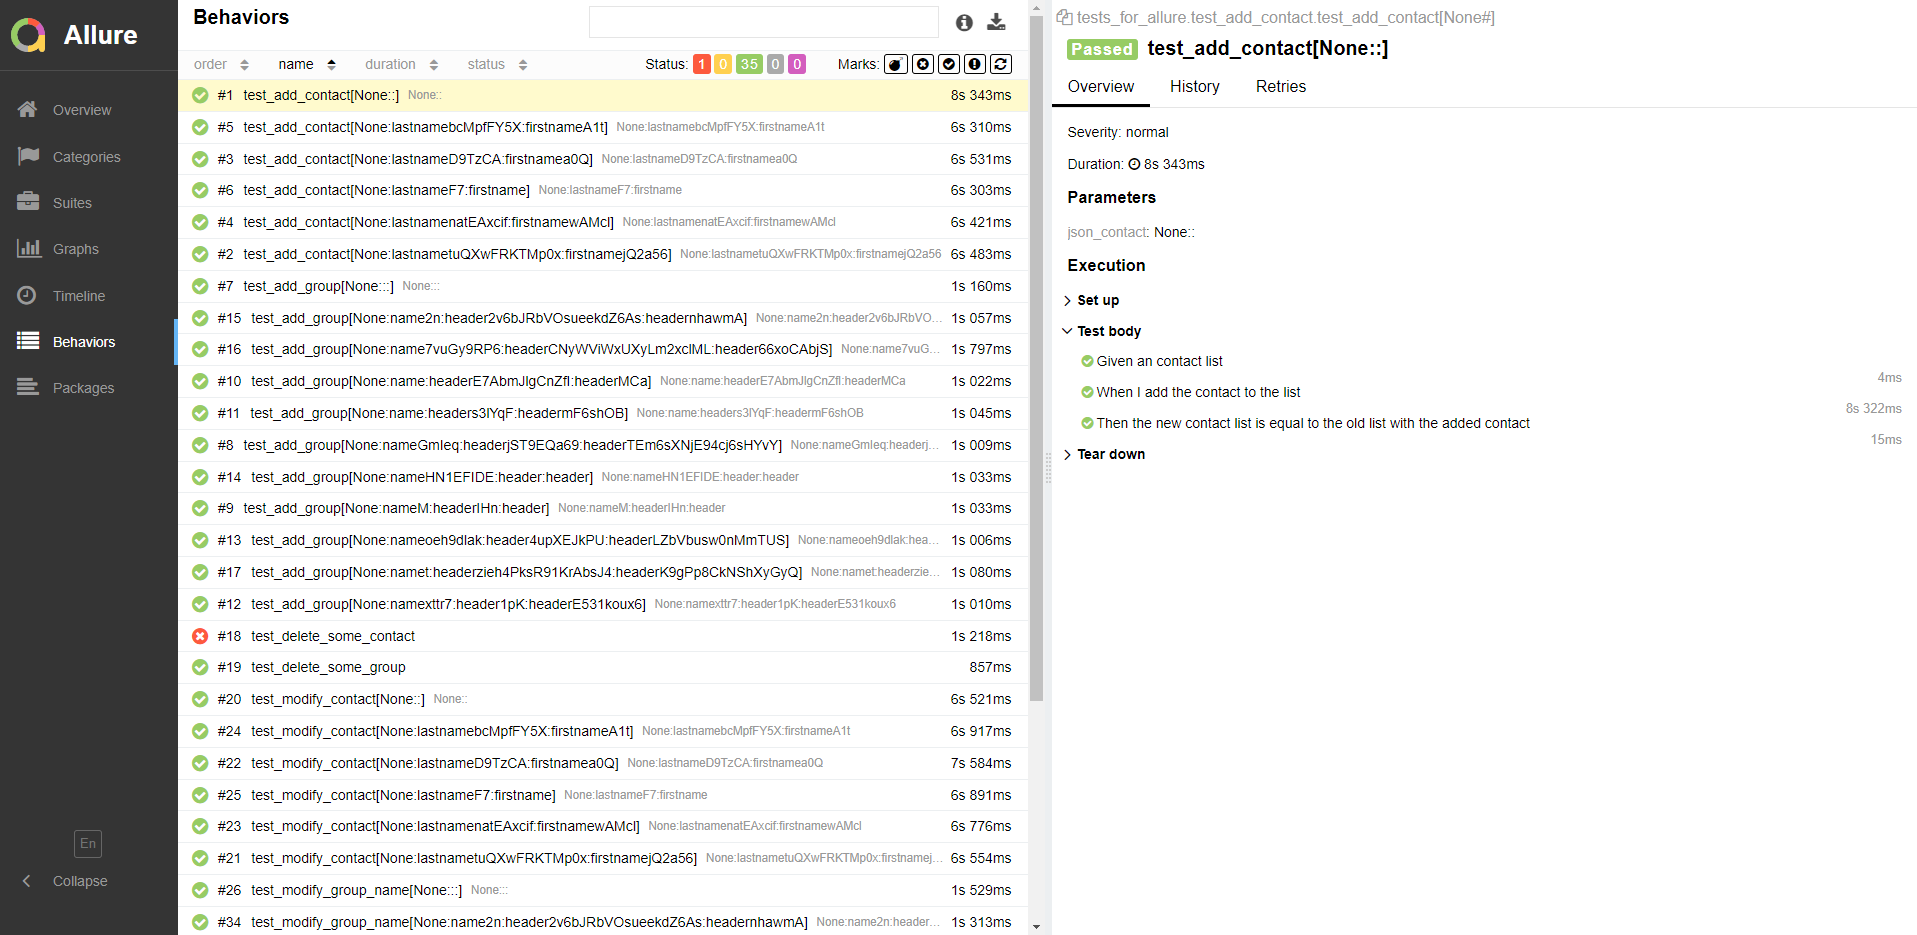 Allure
Overview
Categories
Suites
Graphs
Timeline
Behaviors
Packages
En
Collapse
Behaviors
order name duration status Status: 1 0 35 0 0 Marks:
#1 test_add_contact[None::] None:: 8s 343ms
#5 test_add_contact[None:lastnamebcMpfFY5X:firstnameA1t] None:lastnamebcMpfFY5X:firstnameA1t 6s 310ms
#3 test_add_contact[None:lastnameD9TzCA:firstnamea0Q] None:lastnameD9TzCA:firstnamea0Q 6s 531ms
#6 test_add_contact[None:lastnameF7:firstname] None:lastnameF7:firstname 6s 303ms
#4 test_add_contact[None:lastnamenatEAxcif:firstnamewAMcl] None:lastnamenatEAxcif:firstnamewAMcl 6s 421ms
#2 test_add_contact[None:lastnametuQXwFRKTMp0x:firstnamejQ2a56] None:lastnametuQXwFRKTMp0x:firstnamejQ2a56 6s 483ms
#7 test_add_group[None:::] None::: 1s 160ms
#15 test_add_group[None:name2n:header2v6bJRbVOsueekdZ6As:headernhawmA] None:name2n:header2v6bJRbVO... 1s 057ms
#16 test_add_group[None:name7vuGy9RP6:headerCNyWViWxUXyLm2xclML:header66xoCAbjS] None:name7vuG... 1s 797ms
#10 test_add_group[None:name:headerE7AbmJlgCnZfl:headerMCa] None:name:headerE7AbmJlgCnZfl:headerMCa 1s 022ms
#11 test_add_group[None:name:headers3lYqF:headermF6shOB] None:name:headers3lYqF:headermF6shOB 1s 045ms
#8 test_add_group[None:nameGmleq:headerjST9EQa69:headerTEm6sXNjE94cj6sHYvY] None:nameGmleq:headerj... 1s 009ms
#14 test_add_group[None:nameHN1EFIDE:header:header] None:nameHN1EFIDE:header:header 1s 033ms
#9 test_add_group[None:nameM:headerIHn:header] None:nameM:headerIHn:header 1s 033ms
#13 test_add_group[None:nameoeh9dlak:header4upXEJkPU:headerLZbVbusw0nMmTUS] None:nameoeh9dlak:hea... 1s 006ms
#17 test_add_group[None:namet:headerzieh4PksR91KrAbsJ4:headerK9gPp8CkNShXyGyQ] None:namet:headerzie... 1s 080ms
#12 test_add_group[None:namexttr7:header1pK:headerE531koux6] None:namexttr7:header1pK:headerE531koux6 1s 010ms
#18 test_delete_some_contact 1s 218ms
#19 test_delete_some_group 857ms
#20 test_modify_contact[None::] None:: 6s 521ms
#24 test_modify_contact[None:lastnamebcMpfFY5X:firstnameA1t] None:lastnamebcMpfFY5X:firstnameA1t 6s 917ms
#22 test_modify_contact[None:lastnameD9TzCA:firstnamea0Q] None:lastnameD9TzCA:firstnamea0Q 7s 584ms
#25 test_modify_contact[None:lastnameF7:firstname] None:lastnameF7:firstname 6s 891ms
#23 test_modify_contact[None:lastnamenatEAxcif:firstnamewAMcl] None:lastnamenatEAxcif:firstnamewAMcl 6s 776ms
#21 test_modify_contact[None:lastnametuQXwFRKTMp0x:firstnamejQ2a56] None:lastnametuQXwFRKTMp0x:firstnamej... 6s 554ms
#26 test_modify_group_name[None:::] None::: 1s 529ms
#34 test_modify_group_name[None:name2n:header2v6bJRbVOsueekdZ6As:headernhawmA] None:name2n:header... 1s 313ms
tests_for_allure.test_add_contact.test_add_contact[None#]
Passed test_add_contact[None::]
Overview History Retries
Severity: normal
Duration: 8s 343ms
Parameters
json_contact: None::
Execution
Set up
Test body
Given an contact list
4ms
When I add the contact to the list
8s 322ms
Then the new contact list is equal to the old list with the added contact
15ms
Tear down